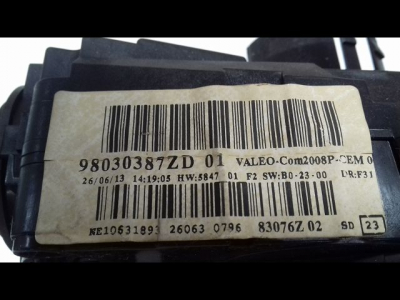 98030387ZD 01 VALEO-Com2008P-CEM 0
26/06/13 14:19:05 HW:5847 01 F2 SW:B0-23-00 DR:F31
NE10631893 26063 0796 83076Z 02 SD 23